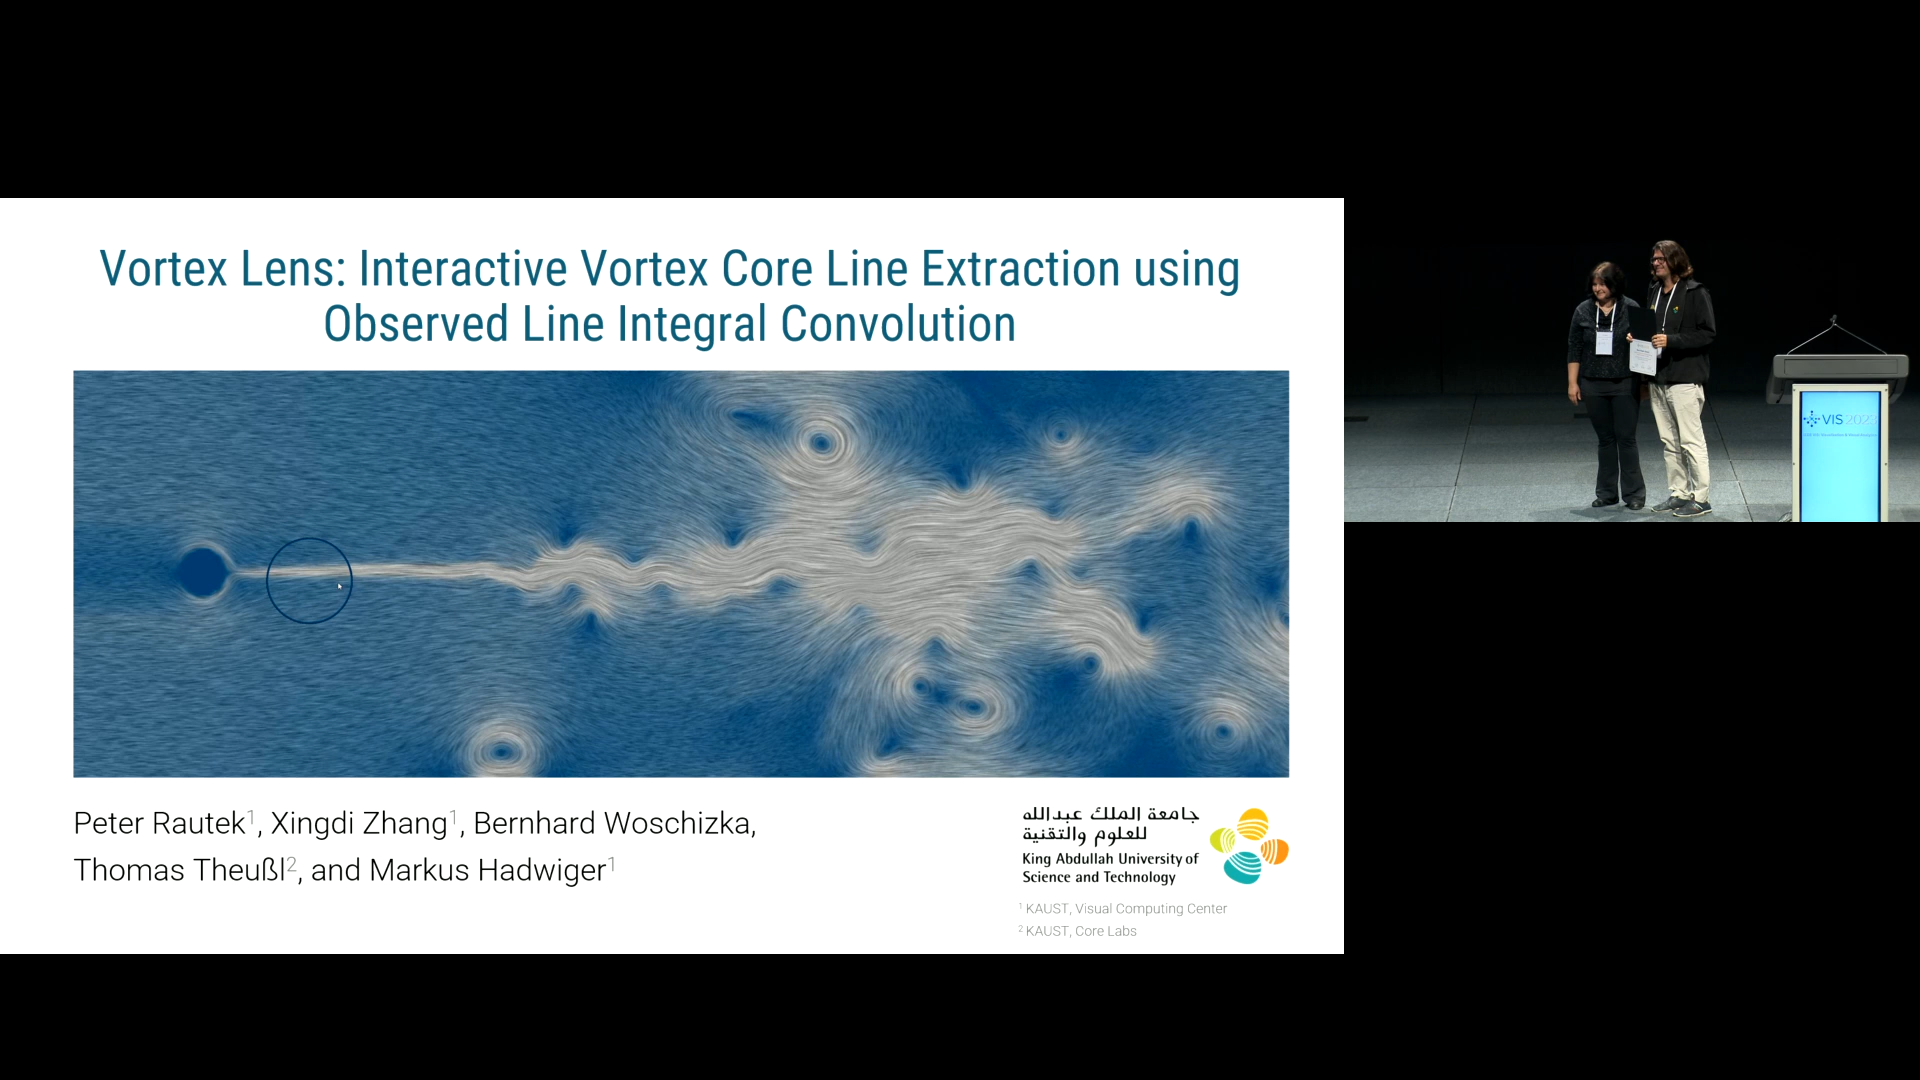 Vortex Lens: Interactive Vortex Core Line Extraction using
Observed Line Integral Convolution
Peter Rautek¹, Xingdi Zhang¹, Bernhard Woschizka,
Thomas Theußl², and Markus Hadwiger¹
جامعة الملك عبدالله
للعلوم والتقنية
King Abdullah University of
Science and Technology
¹ KAUST, Visual Computing Center
² KAUST, Core Labs
VIS 2023